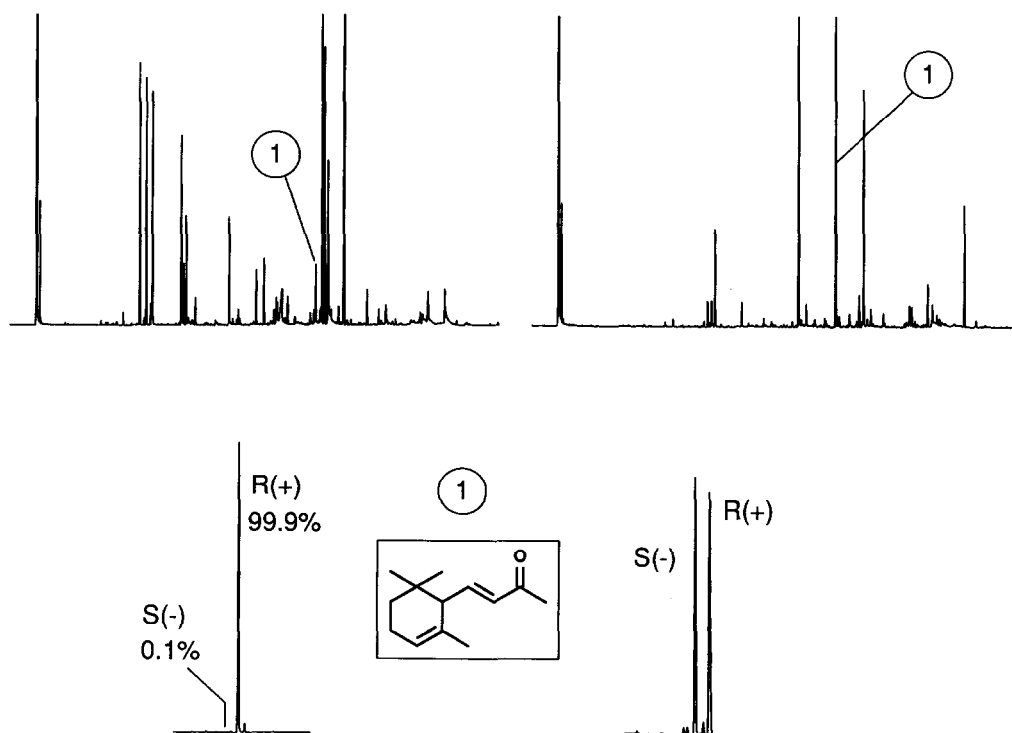 1
1
R(+)
99.9%
1
S(-)
0.1%
O
S(-)
R(+)